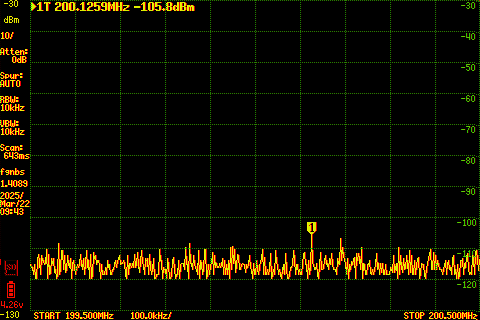 -30
1T 200.1259MHz -105.8dBm
-30
dBm
10/
-40
Atten:
0dB
-50
-60
Spur:
AUTO
-70
RBW:
10kHz
-80
VBW:
10kHz
-90
Scan:
643ms
-100
fgnbs
1.4089
-110
2025/
Mar/22
09:43
1
-120
4.26v
-130
START 199.500MHz 100.0kHz/ STOP 200.500MHz